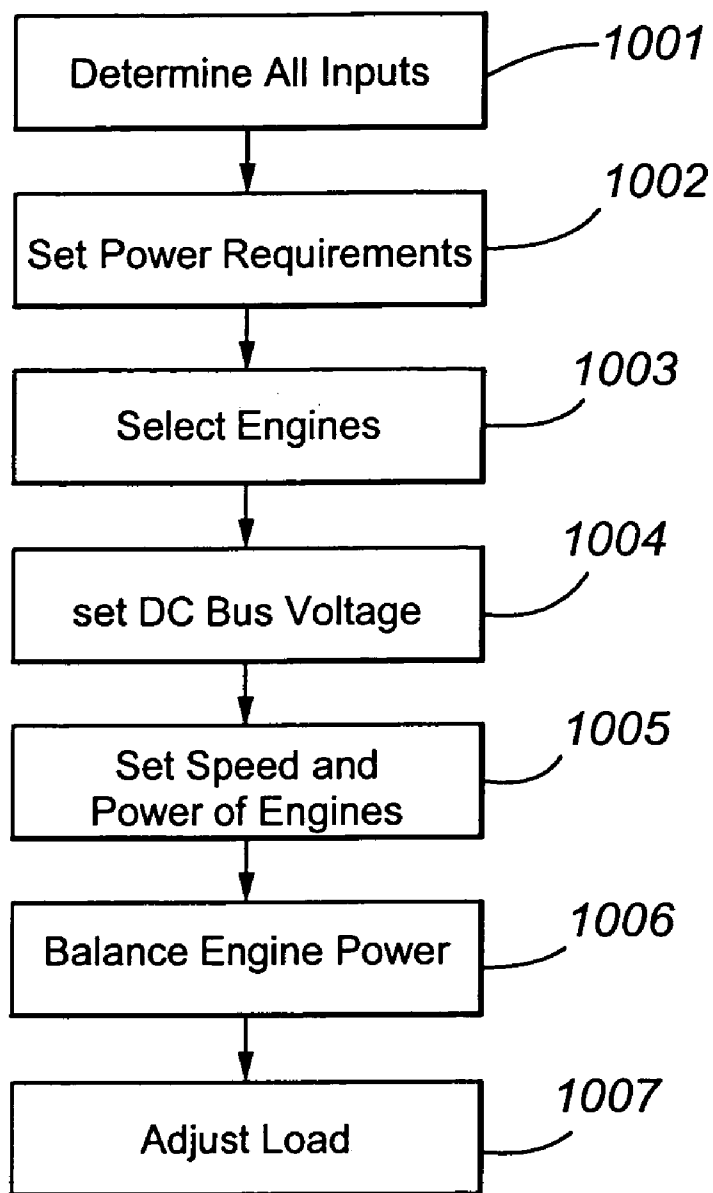 Determine All Inputs
1001
Set Power Requirements
1002
Select Engines
1003
set DC Bus Voltage
1004
Set Speed and
Power of Engines
1005
Balance Engine Power
1006
Adjust Load
1007